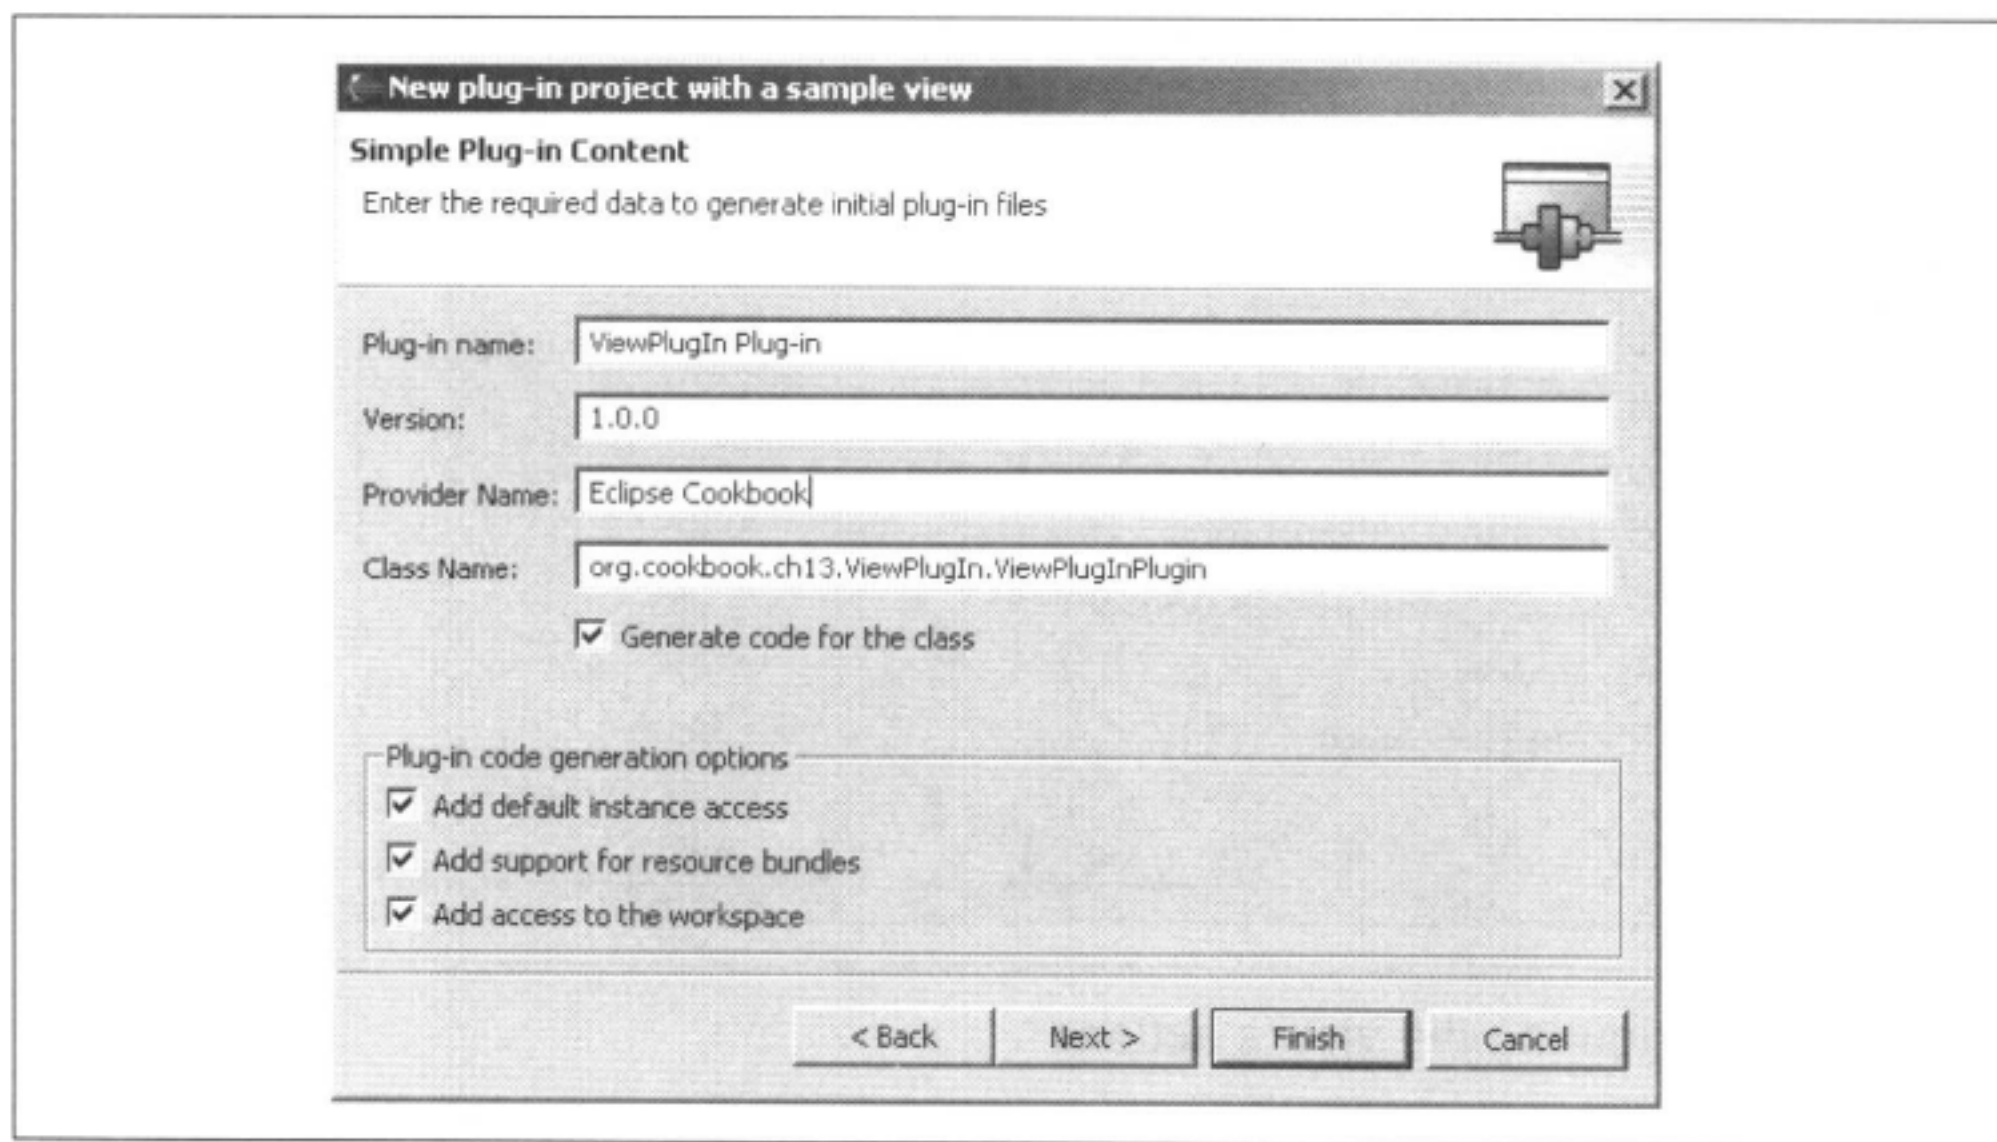 New plug-in project with a sample view
Simple Plug-in Content
Enter the required data to generate initial plug-in files
Plug-in name: ViewPlugIn Plug-in
Version: 1.0.0
Provider Name: Eclipse Cookbook
Class Name: org.cookbook.ch13.ViewPlugIn.ViewPlugInPlugin
Generate code for the class
Plug-in code generation options
Add default instance access
Add support for resource bundles
Add access to the workspace
< Back Next > Finish Cancel